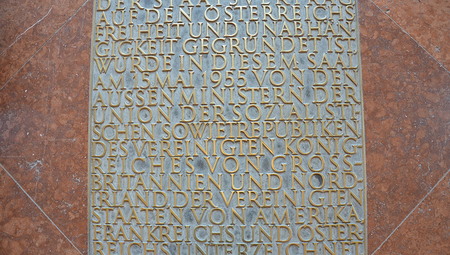 DER STAATSVERTRAG
AUF DEN ÖSTERREICHS
FREIHEIT UND UNABHÄN
GIGKEIT GEGRÜNDET IST
WURDE IN DIESEM SAAL
AM 15. MAI 1955 VON DEN
AUSSENMINISTERN DER
UNION DER SOZIALISTI
SCHEN SOWJETREPUBLIKEN
DES VEREINIGTEN KÖNIG
REICHES VON GROSS
BRITANNIEN UND NORD
IRLAND DER VEREINIGTEN
STAATEN VON AMERIKA
FRANKREICHS UND ÖSTER
REICHS UNTERZEICHNET